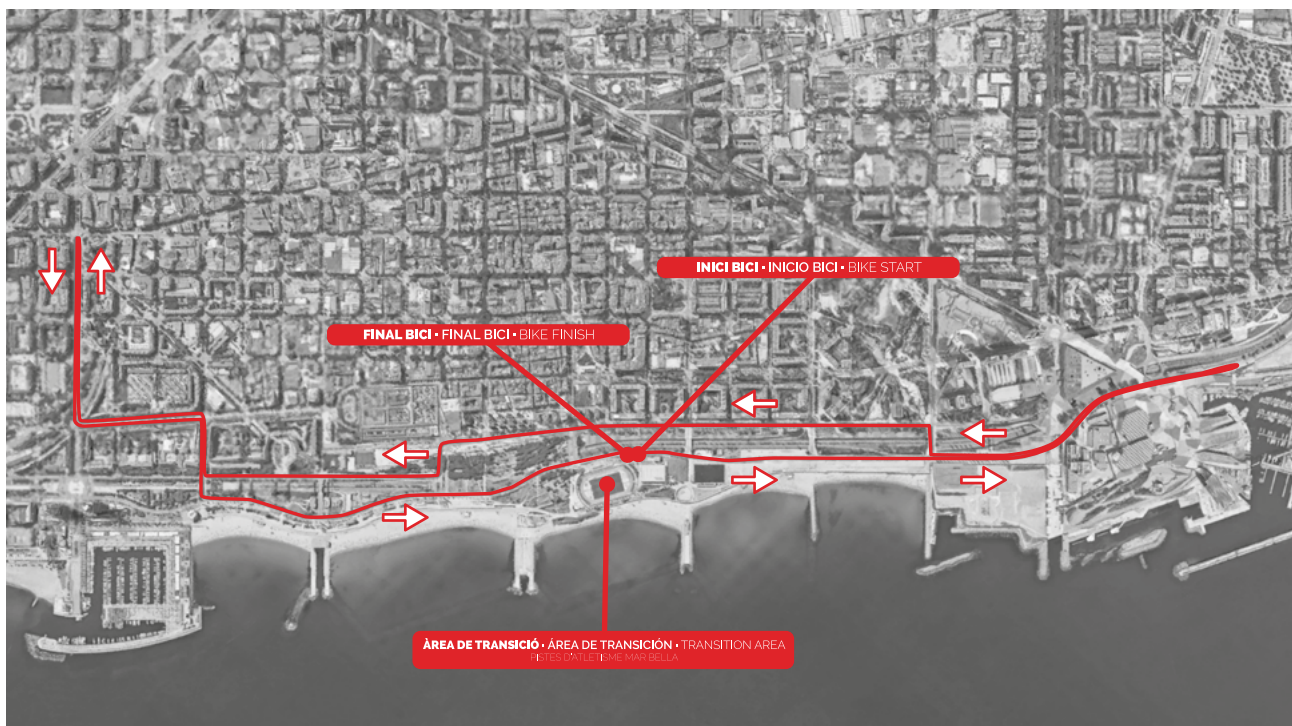 INICI BICI • INICIO BICI • BIKE START
FINAL BICI • FINAL BICI • BIKE FINISH
ÀREA DE TRANSICIÓ • ÁREA DE TRANSICIÓN • TRANSITION AREA
PISTES D'ATLETISME MAR BELLA